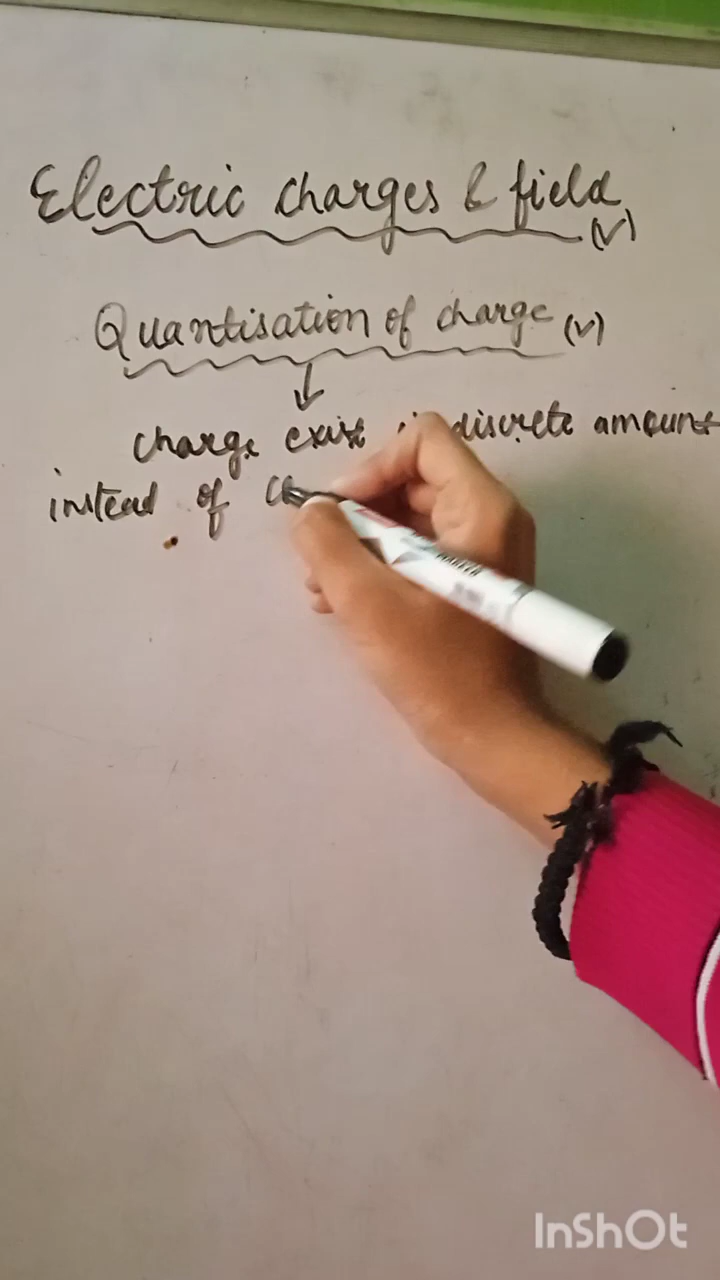 Electric charges & field
(V)
Quantisation of charge (V)
charge exist discrete amount
instead of
InShOt